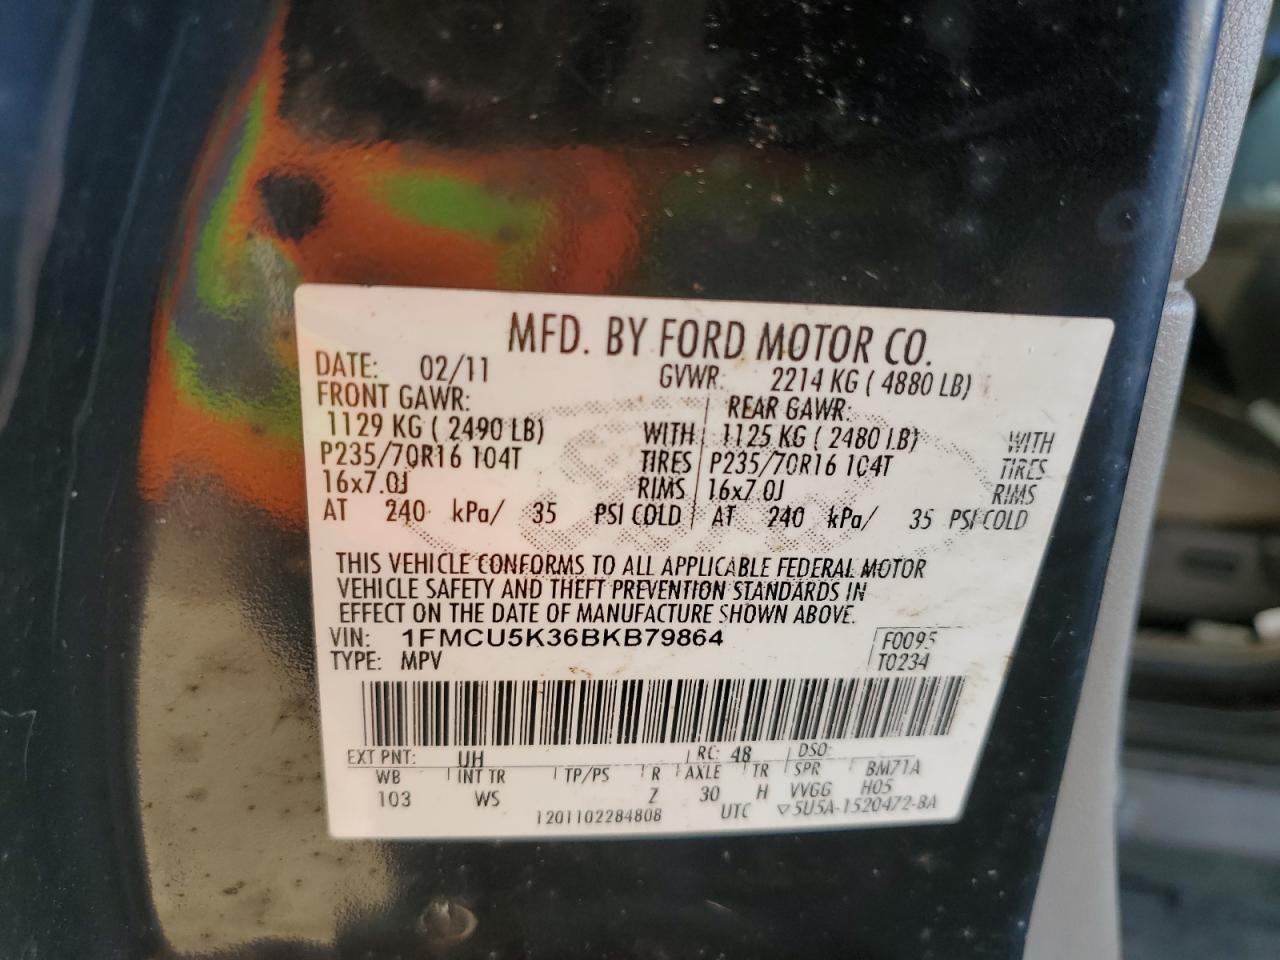 MFD. BY FORD MOTOR CO.
DATE: 02/11 GVWR: 2214 KG ( 4880 LB)
FRONT GAWR: REAR GAWR:
1129 KG ( 2490 LB) WITH 1125 KG ( 2480 LB) WITH
P235/70R16 104T TIRES P235/70R16 104T TIRES
16x7.0J RIMS 16x7.0J RIMS
AT 240 kPa/ 35 PSI COLD AT 240 kPa/ 35 PSI COLD
THIS VEHICLE CONFORMS TO ALL APPLICABLE FEDERAL MOTOR
VEHICLE SAFETY AND THEFT PREVENTION STANDARDS IN
EFFECT ON THE DATE OF MANUFACTURE SHOWN ABOVE.
VIN: 1FMCU5K36BKB79864 F0095
TYPE: MPV T0234
EXT PNT: UH RC: 48 DSO:
WB INT TR TP/PS R AXLE TR SPR BM71A
103 WS Z 30 H VVGG H05
1201102284808 UTC ▽5U5A-1520472-BA